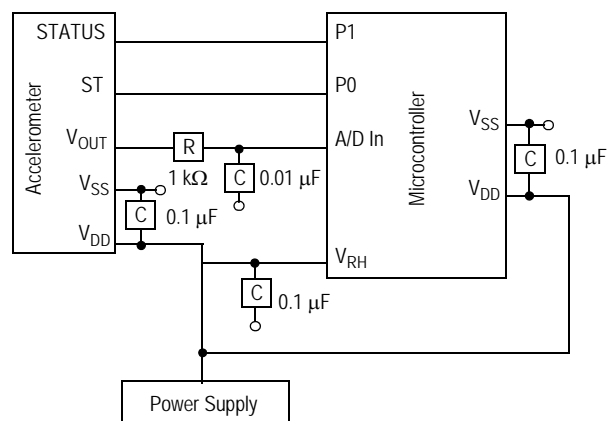 STATUS
ST
VOUT
VSS
VDD
Accelerometer
R
1 kΩ
C
0.01 μF
C
0.1 μF
P1
P0
A/D In
VRH
Microcontroller
VSS
VDD
C
0.1 μF
C
0.1 μF
Power Supply